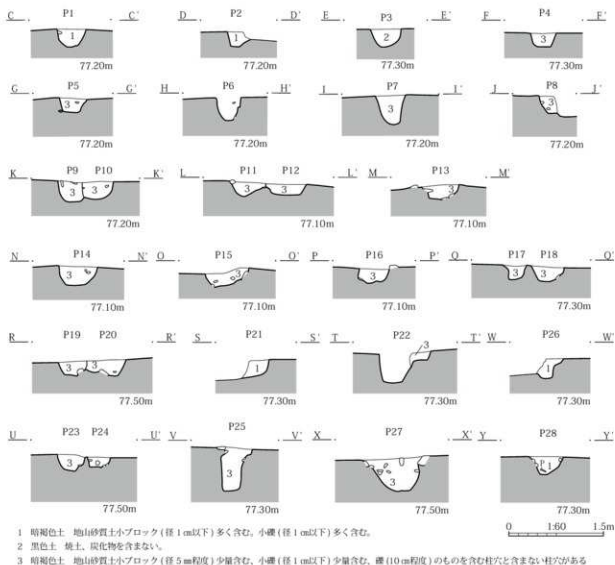 P1 P2 P3 P4
C C' D D' E E' F F'
1 1 2 3
77.20m 77.20m 77.30m 77.30m
P5 P6 P7 P8
G G' H H' I I' J J'
3 3 3
77.20m 77.20m 77.20m 77.20m
P9 P10 P11 P12 P13
K K' L L' M M'
3 3 3 3 3
77.20m 77.10m 77.10m
P14 P15 P16 P17 P18
N N' O O' P P' Q Q'
3 3 3 3 3
77.10m 77.10m 77.10m 77.30m
P19 P20 P21 P22 P26
R R' S S' T T' W W'
3 3 1 3 1
77.50m 77.30m 77.30m 77.30m
P23 P24 P25 P27 P28
U U' V V' X X' Y Y'
3 3 3 P 1
77.50m 77.30m 77.50m 77.30m
1 暗褐色土 地山砂質土小ブロック(径1㎝以下)多く含む。小礫(径1㎝以下)多く含む。
2 黒色土 焼土、炭化物を含まない。
3 暗褐色土 地山砂質土小ブロック(径5㎜程度)少量含む、小礫(径1㎝以下)少量含む、礫(10㎝程度)のものを含む柱穴と含まない柱穴がある
0 1:60 1.5m